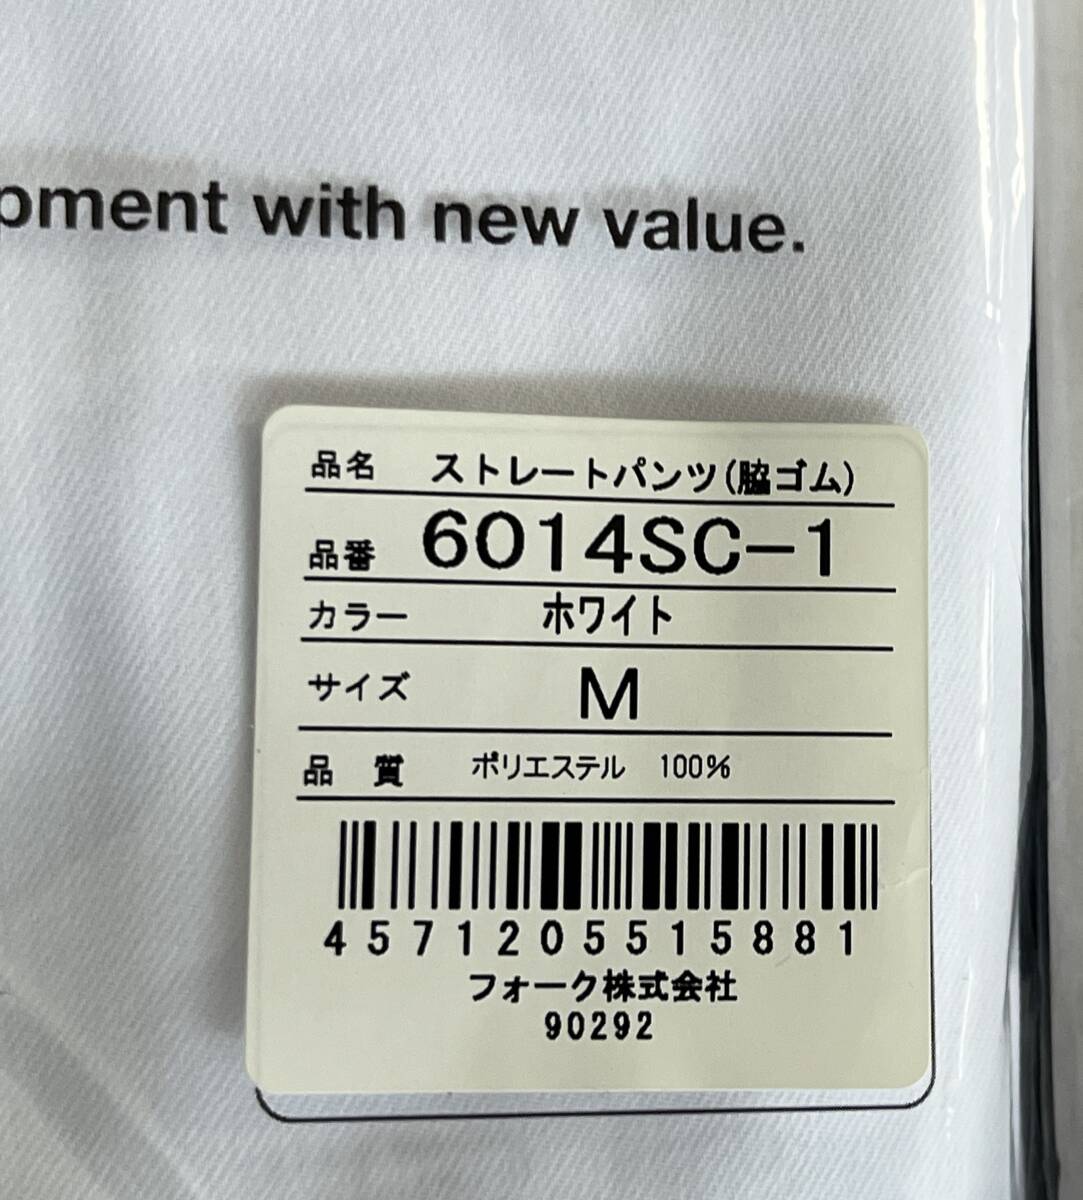 pment with new value.
品名 ストレートパンツ(脇ゴム)
品番 6014SC-1
カラー ホワイト
サイズ M
品 質 ポリエステル 100%
4571205515881
フォーク株式会社
90292